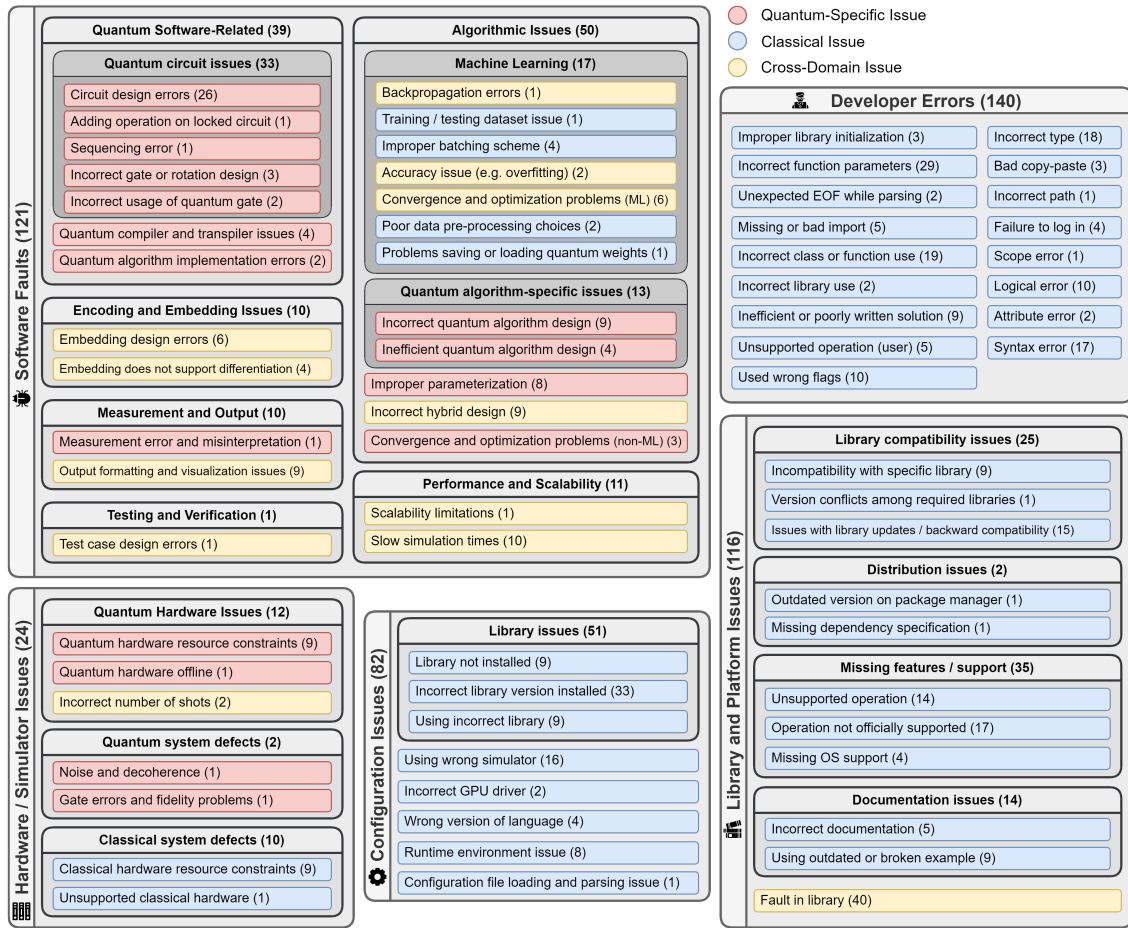 Software Faults (121)
Quantum Software-Related (39)
Quantum circuit issues (33)
Circuit design errors (26)
Adding operation on locked circuit (1)
Sequencing error (1)
Incorrect gate or rotation design (3)
Incorrect usage of quantum gate (2)
Quantum compiler and transpiler issues (4)
Quantum algorithm implementation errors (2)
Encoding and Embedding Issues (10)
Embedding design errors (6)
Embedding does not support differentiation (4)
Measurement and Output (10)
Measurement error and misinterpretation (1)
Output formatting and visualization issues (9)
Testing and Verification (1)
Test case design errors (1)
Algorithmic Issues (50)
Machine Learning (17)
Backpropagation errors (1)
Training / testing dataset issue (1)
Improper batching scheme (4)
Accuracy issue (e.g. overfitting) (2)
Convergence and optimization problems (ML) (6)
Poor data pre-processing choices (2)
Problems saving or loading quantum weights (1)
Quantum algorithm-specific issues (13)
Incorrect quantum algorithm design (9)
Inefficient quantum algorithm design (4)
Improper parameterization (8)
Incorrect hybrid design (9)
Convergence and optimization problems (non-ML) (3)
Performance and Scalability (11)
Scalability limitations (1)
Slow simulation times (10)
Quantum-Specific Issue
Classical Issue
Cross-Domain Issue
Developer Errors (140)
Improper library initialization (3)
Incorrect function parameters (29)
Unexpected EOF while parsing (2)
Missing or bad import (5)
Incorrect class or function use (19)
Incorrect library use (2)
Inefficient or poorly written solution (9)
Unsupported operation (user) (5)
Used wrong flags (10)
Incorrect type (18)
Bad copy-paste (3)
Incorrect path (1)
Failure to log in (4)
Scope error (1)
Logical error (10)
Attribute error (2)
Syntax error (17)
Hardware / Simulator Issues (24)
Quantum Hardware Issues (12)
Quantum hardware resource constraints (9)
Quantum hardware offline (1)
Incorrect number of shots (2)
Quantum system defects (2)
Noise and decoherence (1)
Gate errors and fidelity problems (1)
Classical system defects (10)
Classical hardware resource constraints (9)
Unsupported classical hardware (1)
Configuration Issues (82)
Library issues (51)
Library not installed (9)
Incorrect library version installed (33)
Using incorrect library (9)
Using wrong simulator (16)
Incorrect GPU driver (2)
Wrong version of language (4)
Runtime environment issue (8)
Configuration file loading and parsing issue (1)
Library and Platform Issues (116)
Library compatibility issues (25)
Incompatibility with specific library (9)
Version conflicts among required libraries (1)
Issues with library updates / backward compatibility (15)
Distribution issues (2)
Outdated version on package manager (1)
Missing dependency specification (1)
Missing features / support (35)
Unsupported operation (14)
Operation not officially supported (17)
Missing OS support (4)
Documentation issues (14)
Incorrect documentation (5)
Using outdated or broken example (9)
Fault in library (40)